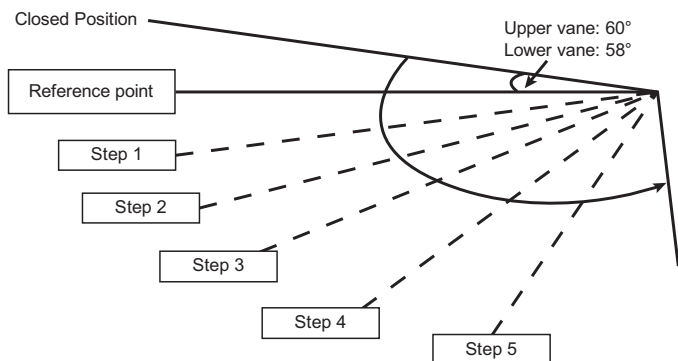 Closed Position
Upper vane: 60°
Lower vane: 58°
Reference point
Step 1
Step 2
Step 3
Step 4
Step 5